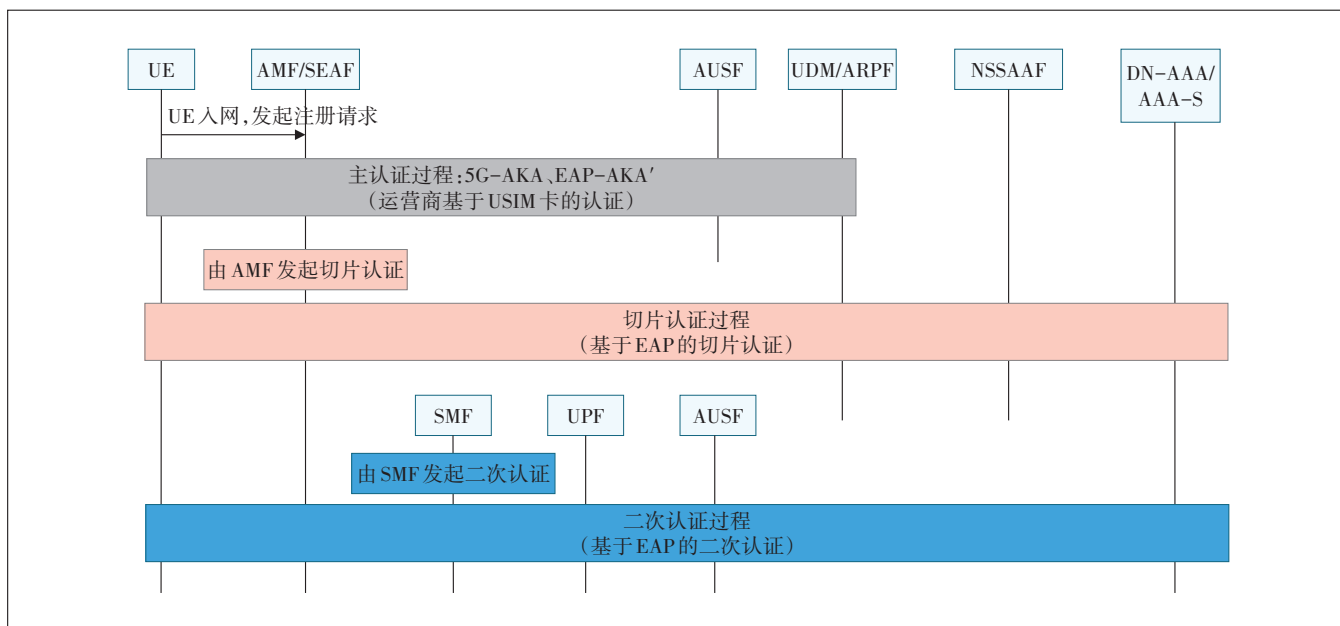 UE
AMF/SEAF
AUSF
UDM/ARPF
NSSAAF
DN-AAA/
AAA-S
UE入网,发起注册请求
主认证过程:5G-AKA、EAP-AKA′
(运营商基于USIM卡的认证)
由AMF发起切片认证
切片认证过程
(基于EAP的切片认证)
SMF
UPF
AUSF
由SMF发起二次认证
二次认证过程
(基于EAP的二次认证)